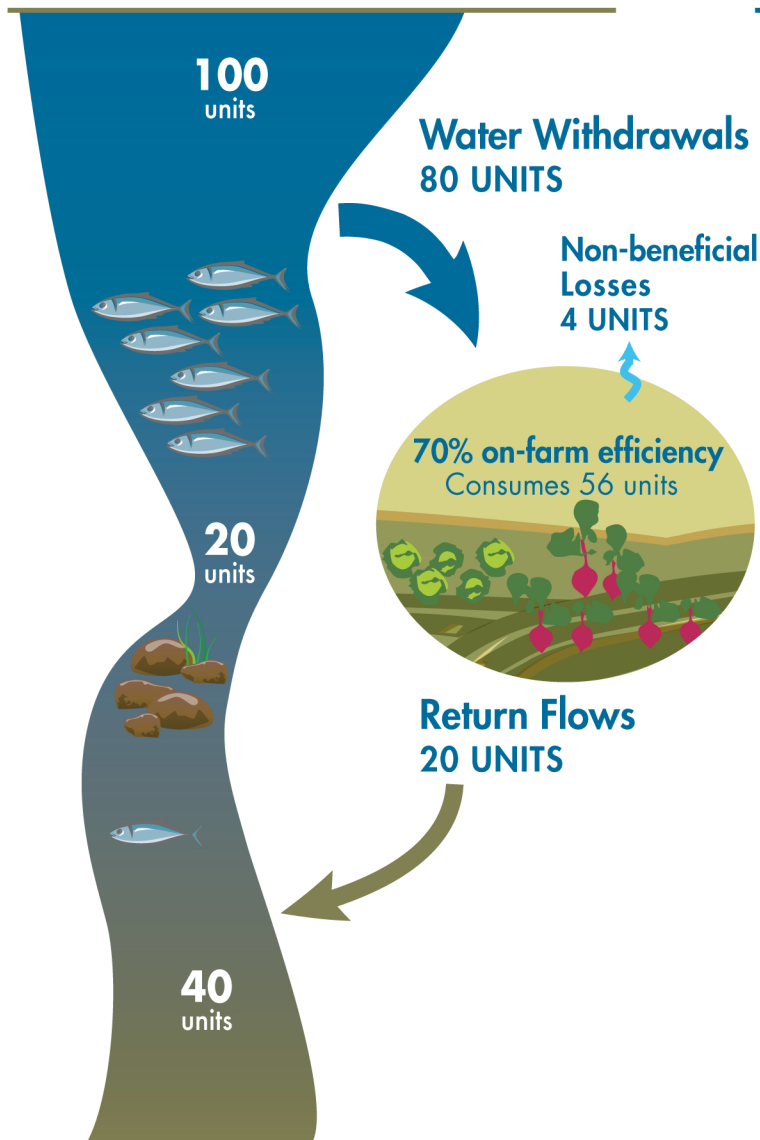 100
units
Water Withdrawals
80 UNITS
Non-beneficial
Losses
4 UNITS
70% on-farm efficiency
Consumes 56 units
20
units
Return Flows
20 UNITS
40
units